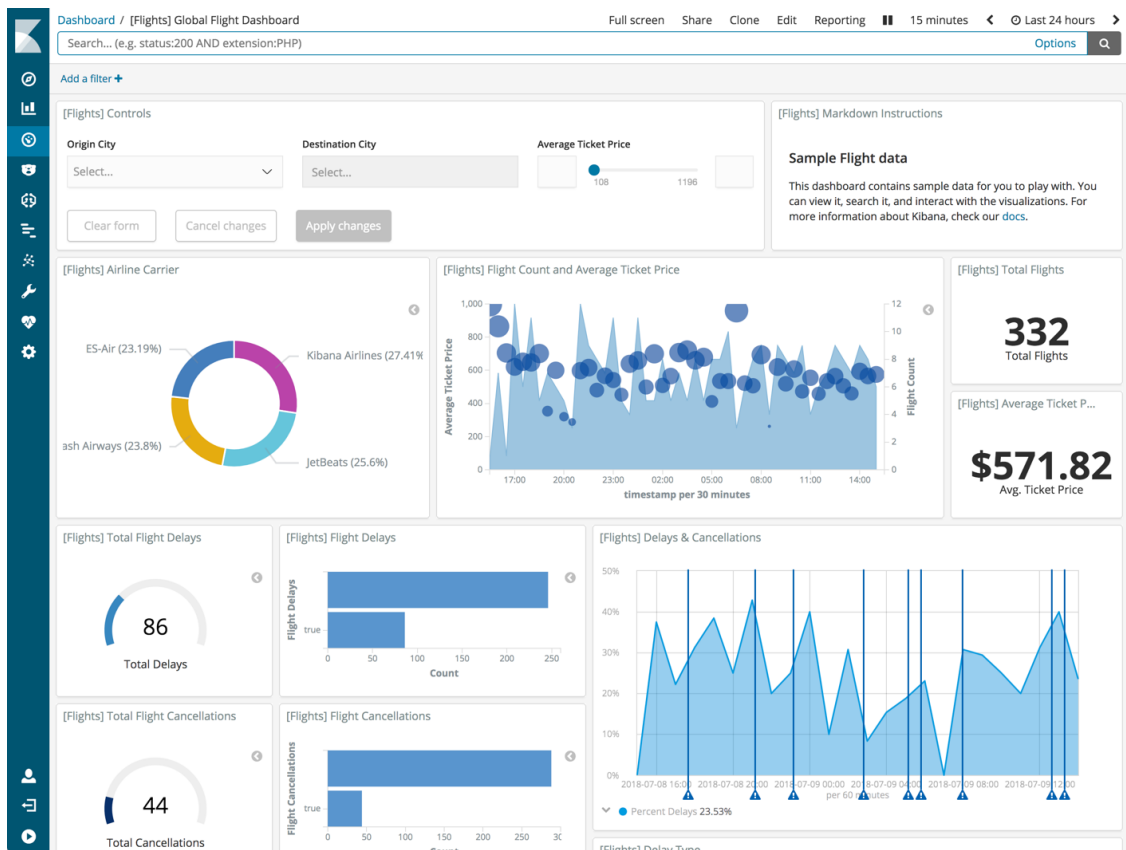 Dashboard / [Flights] Global Flight Dashboard
Full screen Share Clone Edit Reporting 15 minutes Last 24 hours
Search... (e.g. status:200 AND extension:PHP)
Options
Add a filter
[Flights] Controls
Origin City
Destination City
Average Ticket Price
Select...
Select...
108
1196
Clear form
Cancel changes
Apply changes
[Flights] Markdown Instructions
Sample Flight data
This dashboard contains sample data for you to play with. You
can view it, search it, and interact with the visualizations. For
more information about Kibana, check our docs.
[Flights] Airline Carrier
ES-Air (23.19%)
Kibana Airlines (27.41%
ash Airways (23.8%)
JetBeats (25.6%)
[Flights] Flight Count and Average Ticket Price
Average Ticket Price
1,000
800
600
400
200
0
12
10
8
6
4
2
0
Flight Count
17:00 20:00 23:00 02:00 05:00 08:00 11:00 14:00
timestamp per 30 minutes
[Flights] Total Flights
332
Total Flights
[Flights] Average Ticket P...
$571.82
Avg. Ticket Price
[Flights] Total Flight Delays
86
Total Delays
[Flights] Flight Delays
Flight Delays
true
0 50 100 150 200 250
Count
[Flights] Delays & Cancellations
50%
40%
30%
20%
10%
0%
2018-07-08 16:00 2018-07-08 20:00 2018-07-09 00:00 2018-07-09 04:00 2018-07-09 08:00 2018-07-09 12:00
per 60 minutes
Percent Delays 23.53%
[Flights] Total Flight Cancellations
44
Total Cancellations
[Flights] Flight Cancellations
Flight Cancellations
true
0 50 100 150 200 250 30
Count
[Flights] Delay Type